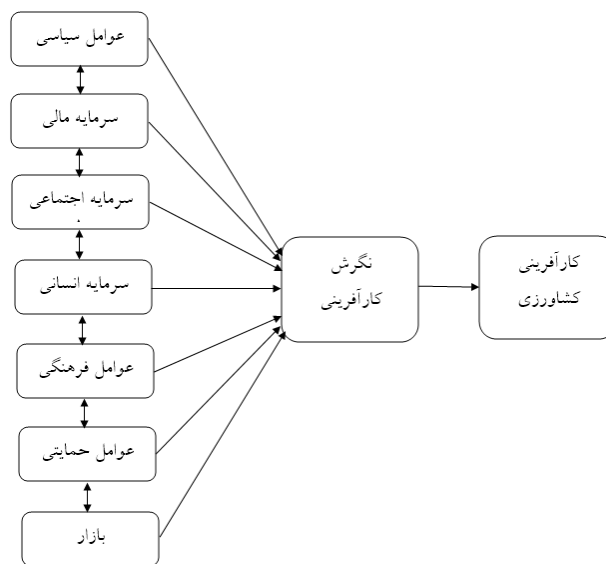 عوامل سیاسی
سرمایه مالی
سرمایه اجتماعی
.
سرمایه انسانی
عوامل فرهنگی
عوامل حمایتی
بازار
نگرش
کارآفرینی
کارآفرینی
کشاورزی